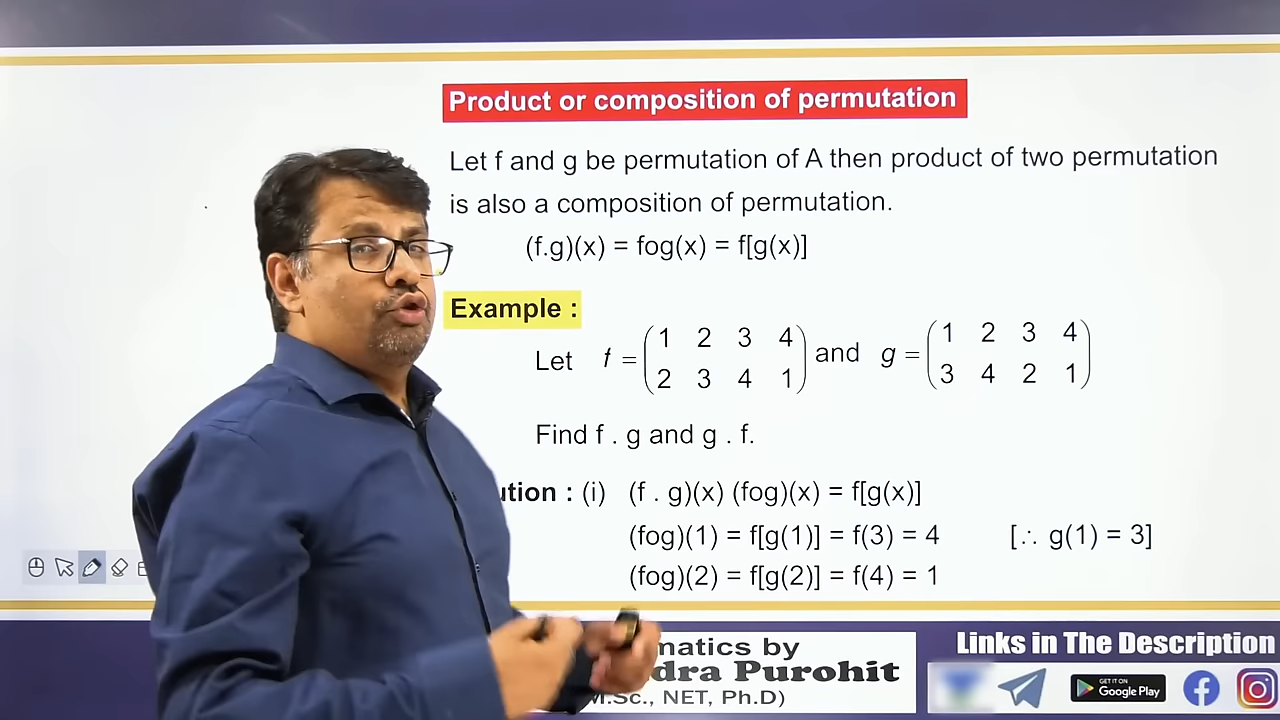 Product or composition of permutation
Let f and g be permutation of A then product of two permutation
is also a composition of permutation.
(f.g)(x) = fog(x) = f[g(x)]
Example :
Let f = (1 2 3 4 / 2 3 4 1) and g = (1 2 3 4 / 3 4 2 1)
Find f . g and g . f.
ution : (i) (f . g)(x) (fog)(x) = f[g(x)]
(fog)(1) = f[g(1)] = f(3) = 4 [∴ g(1) = 3]
(fog)(2) = f[g(2)] = f(4) = 1
matics by
dra Purohit
M.Sc., NET, Ph.D)
Links in The Description
GET IT ON
Google Play